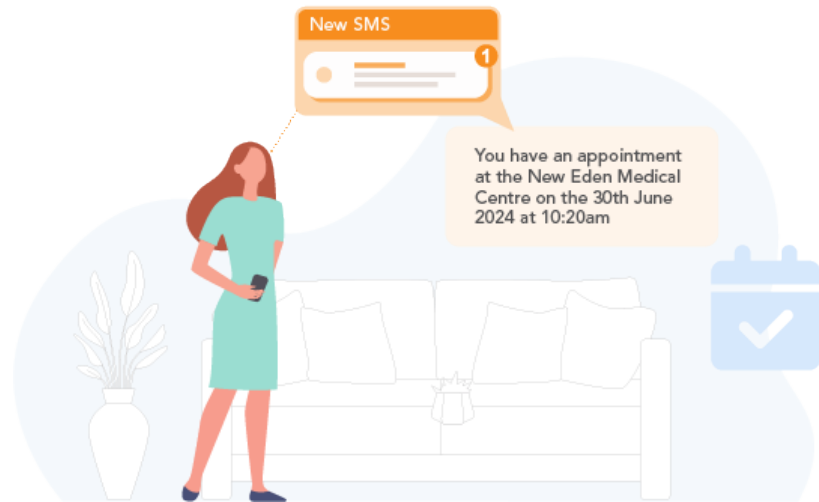 New SMS
1
You have an appointment
at the New Eden Medical
Centre on the 30th June
2024 at 10:20am